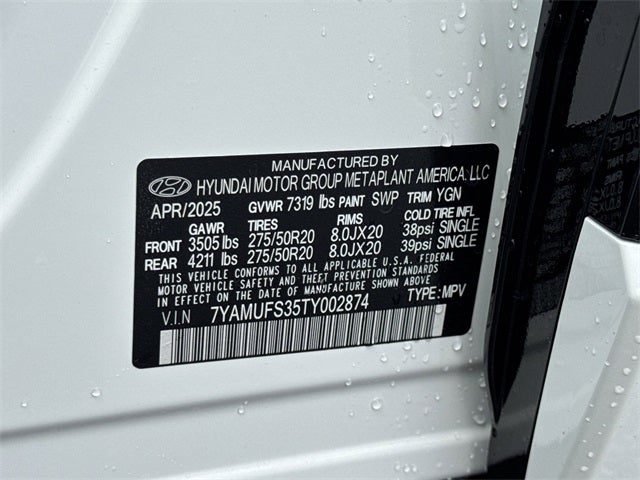 MANUFACTURED BY
HYUNDAI MOTOR GROUP METAPLANT AMERICA: LLC
APR/2025 GVWR 7319 lbs PAINT SWP TRIM YGN
GAWR TIRES RIMS COLD TIRE INFL
FRONT 3505 lbs 275/50R20 8.0JX20 38psi SINGLE
REAR 4211 lbs 275/50R20 8.0JX20 39psi SINGLE
THIS VEHICLE CONFORMS TO ALL APPLICABLE U.S.A. FEDERAL
MOTOR VEHICLE SAFETY AND THEFT PREVENTION STANDARDS
IN EFFECT ON THE DATE OF MANUFACTURE SHOWN ABOVE.
V.I.N 7YAMUFS35TY002874 TYPE: MPV